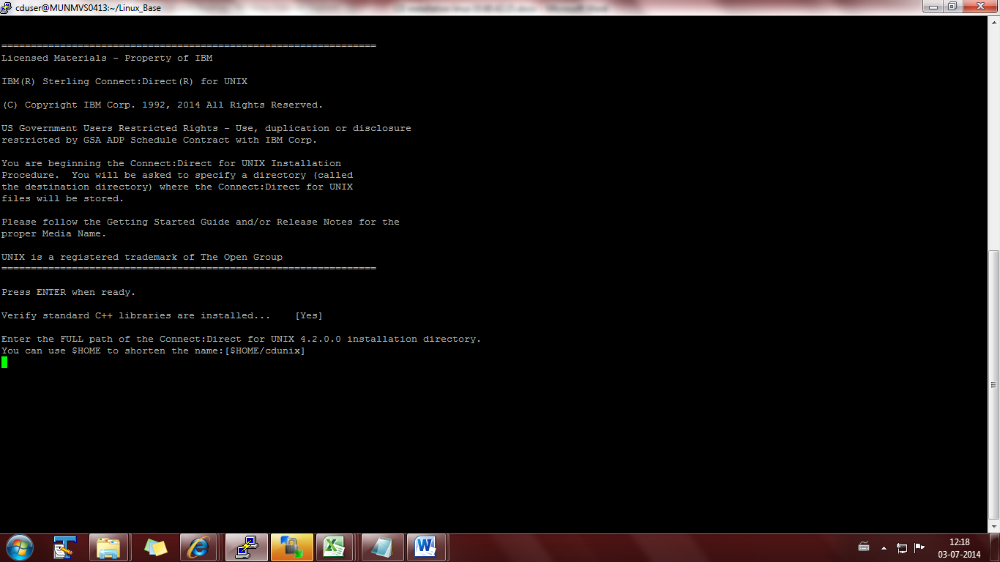 cduser@MUNMVS0413:~/Linux_Base
================================================================
Licensed Materials - Property of IBM
IBM(R) Sterling Connect:Direct(R) for UNIX
(C) Copyright IBM Corp. 1992, 2014 All Rights Reserved.
US Government Users Restricted Rights - Use, duplication or disclosure
restricted by GSA ADP Schedule Contract with IBM Corp.
You are beginning the Connect:Direct for UNIX Installation
Procedure.  You will be asked to specify a directory (called
the destination directory) where the Connect:Direct for UNIX
files will be stored.
Please follow the Getting Started Guide and/or Release Notes for the
proper Media Name.
UNIX is a registered trademark of The Open Group
================================================================
Press ENTER when ready.
Verify standard C++ libraries are installed...    [Yes]
Enter the FULL path of the Connect:Direct for UNIX 4.2.0.0 installation directory.
You can use $HOME to shorten the name:[$HOME/cdunix]
12:18
03-07-2014